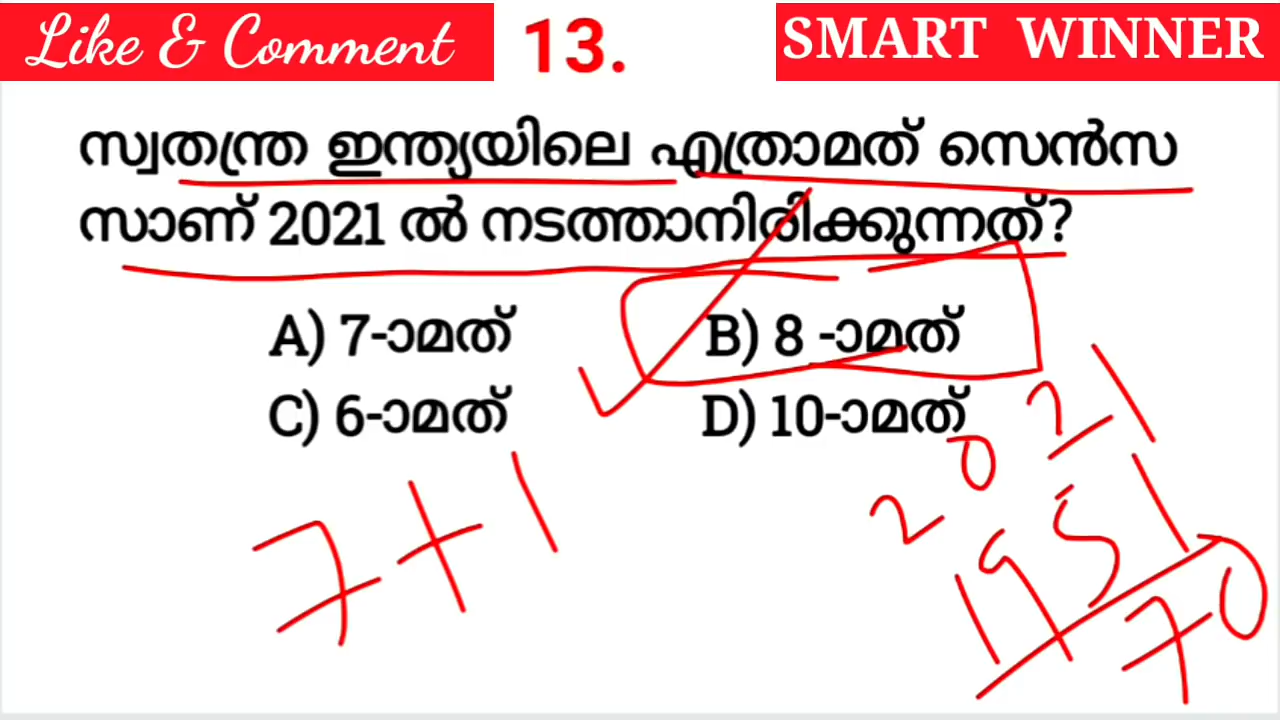 Like & Comment
13.
SMART WINNER
സ്വതന്ത്ര ഇന്ത്യയിലെ എത്രാമത് സെൻസ
സാണ് 2021 ൽ നടത്താനിരിക്കുന്നത്?
A) 7-ാമത്
B) 8 -ാമത്
C) 6-ാമത്
D) 10-ാമത്
7+1
2021
1951
70